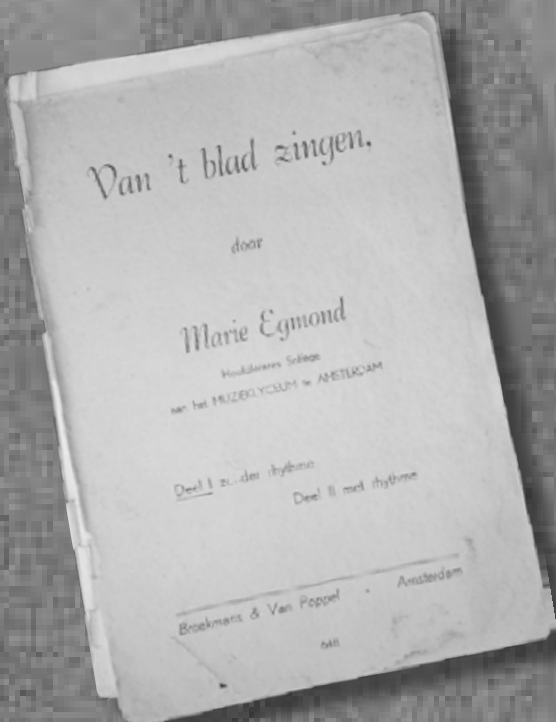 Van 't blad zingen,
door
Marie Egmond
Hoofdlerares Solfège
aan het MUZIEKLYCEUM te AMSTERDAM
Deel I zonder rhythme
Deel II met rhythme
Broekmans & Van Poppel - Amsterdam